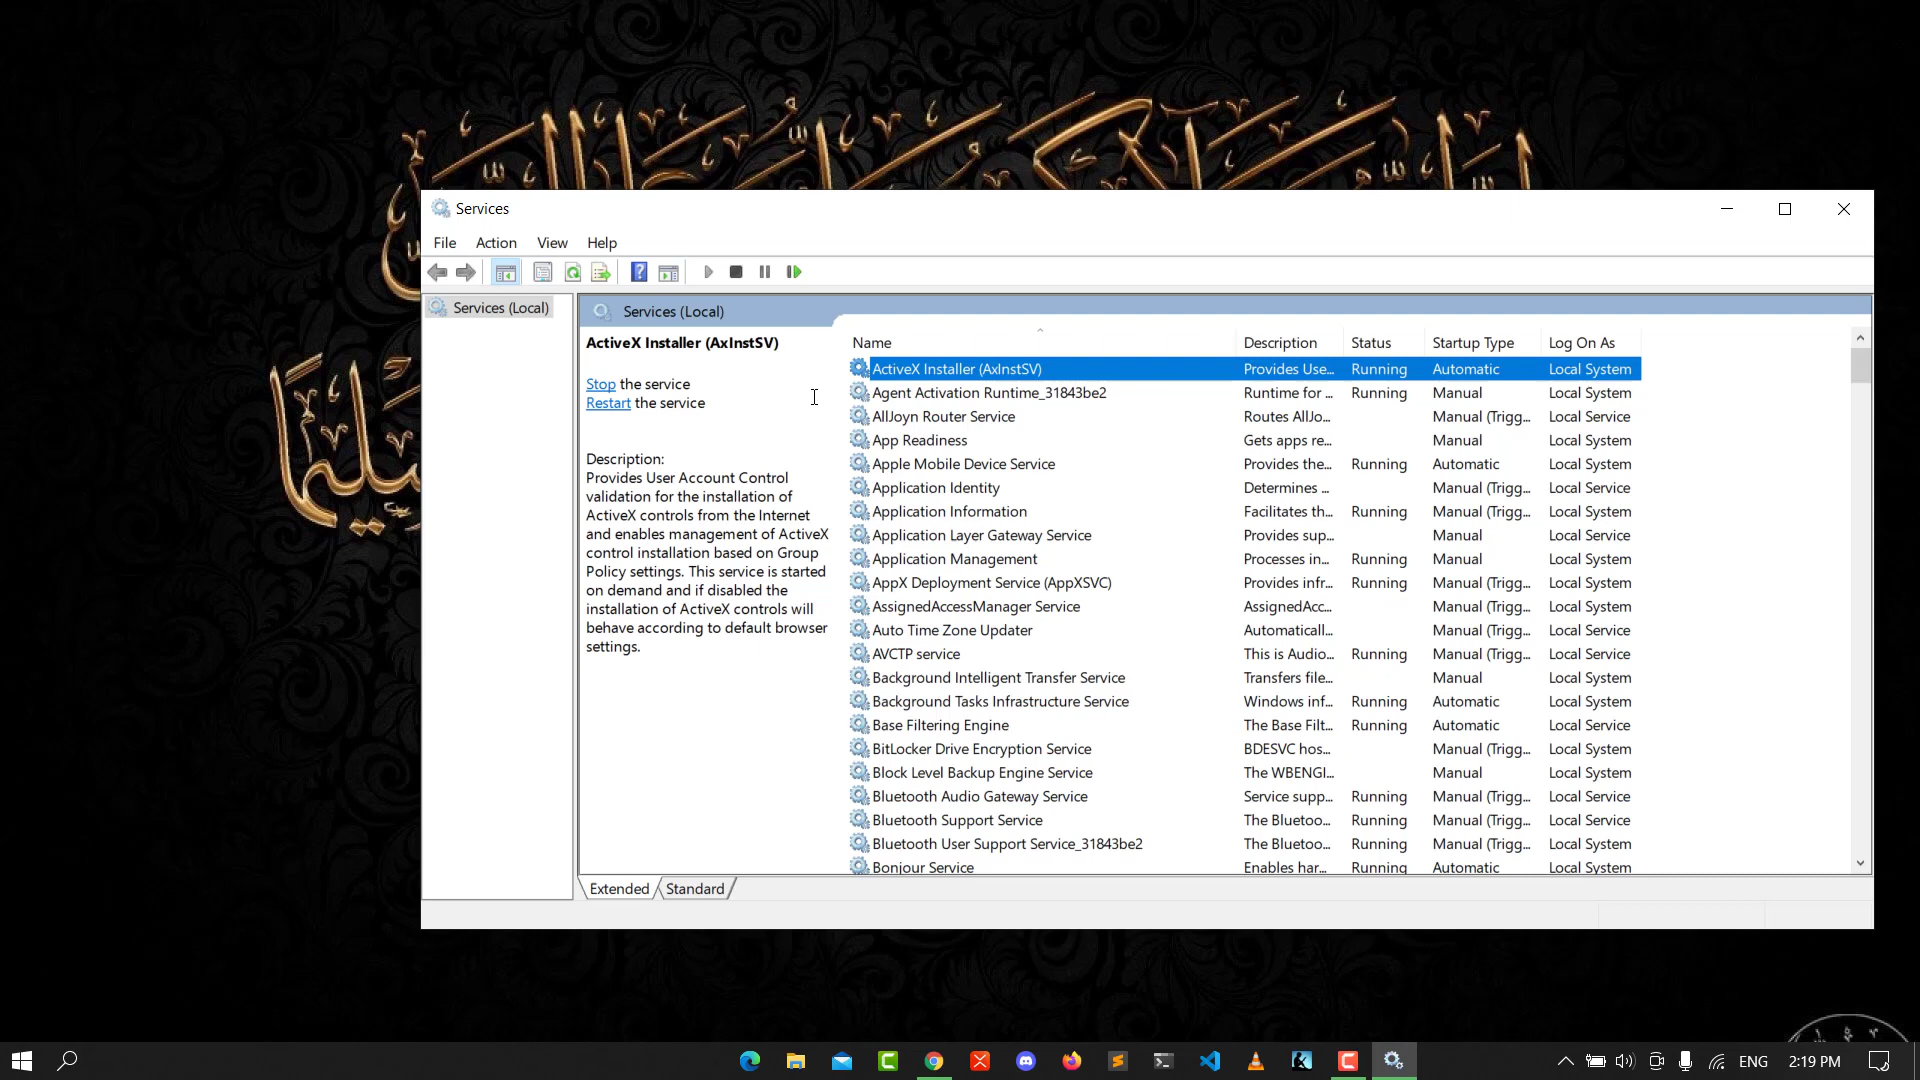 Services
File Action View Help
Services (Local)
Services (Local)
ActiveX Installer (AxInstSV)
Stop the service
Restart the service
Description:
Provides User Account Control
validation for the installation of
ActiveX controls from the Internet
and enables management of ActiveX
control installation based on Group
Policy settings. This service is started
on demand and if disabled the
installation of ActiveX controls will
behave according to default browser
settings.
Name Description Status Startup Type Log On As
ActiveX Installer (AxInstSV) Provides Use... Running Automatic Local System
Agent Activation Runtime_31843be2 Runtime for ... Running Manual Local System
AllJoyn Router Service Routes AllJo... Manual (Trigg... Local Service
App Readiness Gets apps re... Manual Local System
Apple Mobile Device Service Provides the... Running Automatic Local System
Application Identity Determines ... Manual (Trigg... Local Service
Application Information Facilitates th... Running Manual (Trigg... Local System
Application Layer Gateway Service Provides sup... Manual Local Service
Application Management Processes in... Running Manual Local System
AppX Deployment Service (AppXSVC) Provides infr... Running Manual (Trigg... Local System
AssignedAccessManager Service AssignedAcc... Manual (Trigg... Local System
Auto Time Zone Updater Automaticall... Manual (Trigg... Local Service
AVCTP service This is Audio... Running Manual (Trigg... Local Service
Background Intelligent Transfer Service Transfers file... Manual Local System
Background Tasks Infrastructure Service Windows inf... Running Automatic Local System
Base Filtering Engine The Base Filt... Running Automatic Local Service
BitLocker Drive Encryption Service BDESVC hos... Manual (Trigg... Local System
Block Level Backup Engine Service The WBENGI... Manual Local System
Bluetooth Audio Gateway Service Service supp... Running Manual (Trigg... Local Service
Bluetooth Support Service The Bluetoo... Running Manual (Trigg... Local Service
Bluetooth User Support Service_31843be2 The Bluetoo... Running Manual (Trigg... Local System
Bonjour Service Enables har... Running Automatic Local System
Extended Standard
ENG 2:19 PM